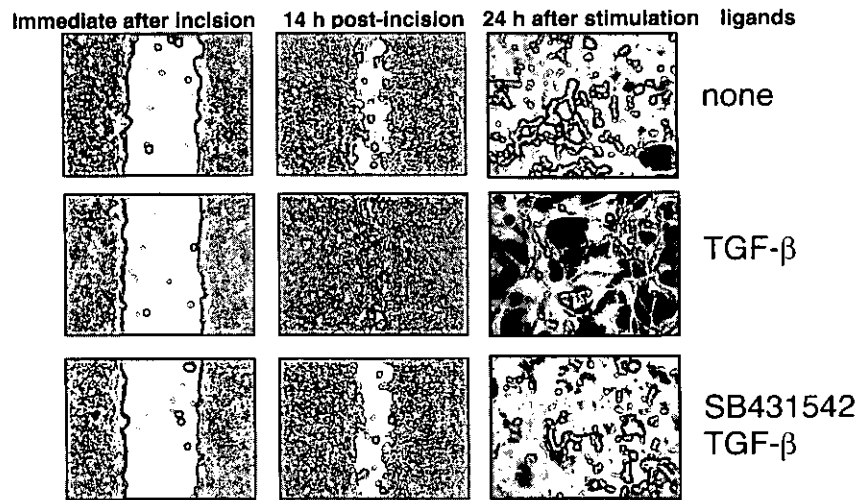 Immediate after incision 14 h post-incision 24 h after stimulation ligands
none
TGF-β
SB431542
TGF-β